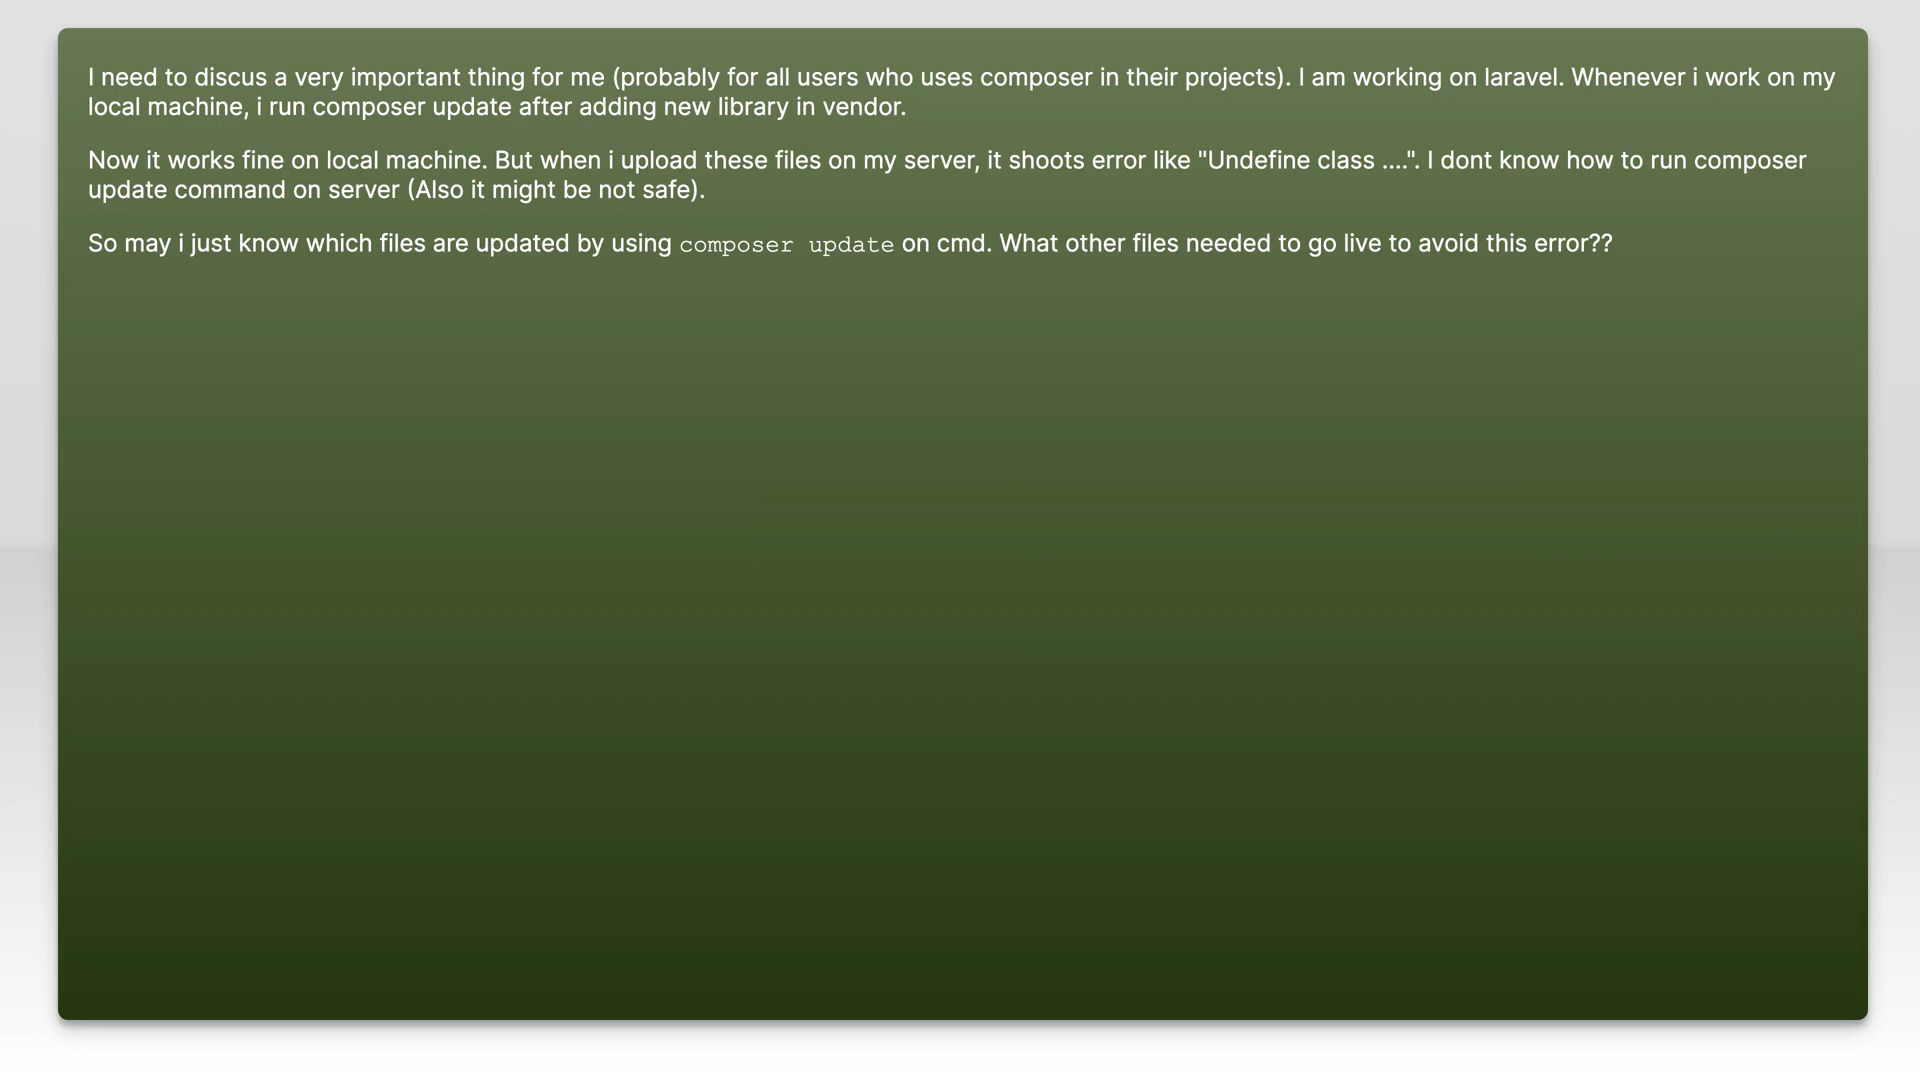 I need to discus a very important thing for me (probably for all users who uses composer in their projects). I am working on laravel. Whenever i work on my
local machine, i run composer update after adding new library in vendor.
Now it works fine on local machine. But when i upload these files on my server, it shoots error like "Undefine class ....". I dont know how to run composer
update command on server (Also it might be not safe).
So may i just know which files are updated by using composer update on cmd. What other files needed to go live to avoid this error??